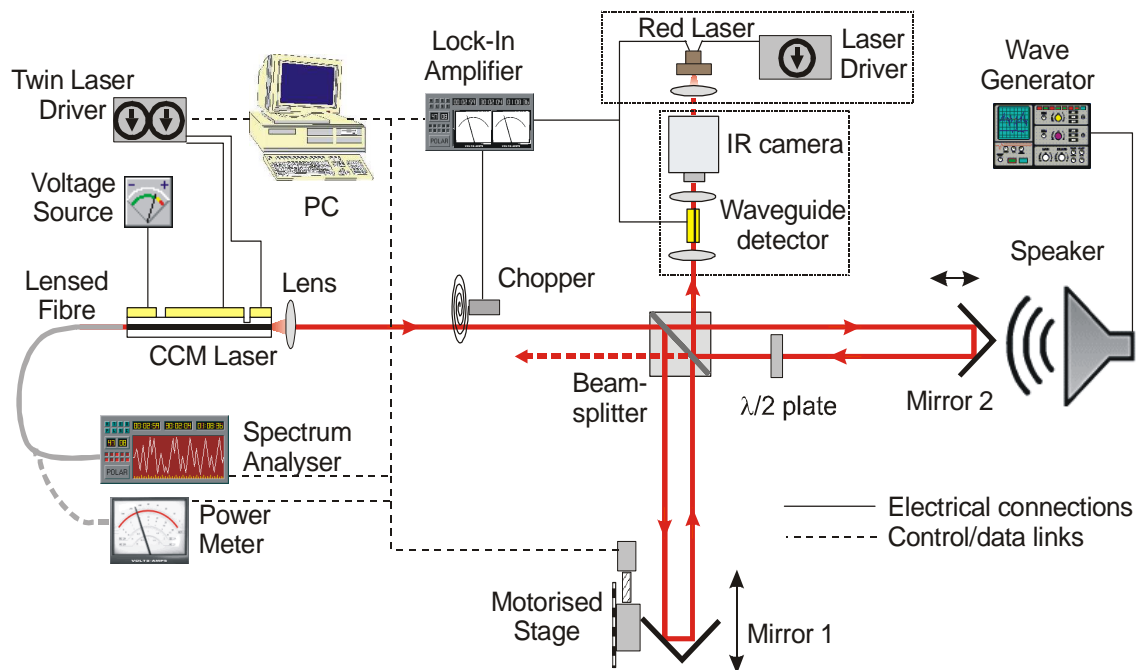 Twin Laser
Driver
Voltage
Source
Lensed
Fibre
CCM Laser
Lens
PC
Lock-In
Amplifier
POLAR
Chopper
Red Laser
Laser
Driver
IR camera
Waveguide
detector
Wave
Generator
Speaker
Beam-
splitter
λ/2 plate
Mirror 2
POLAR
Spectrum
Analyser
Power
Meter
Motorised
Stage
Mirror 1
Electrical connections
Control/data links